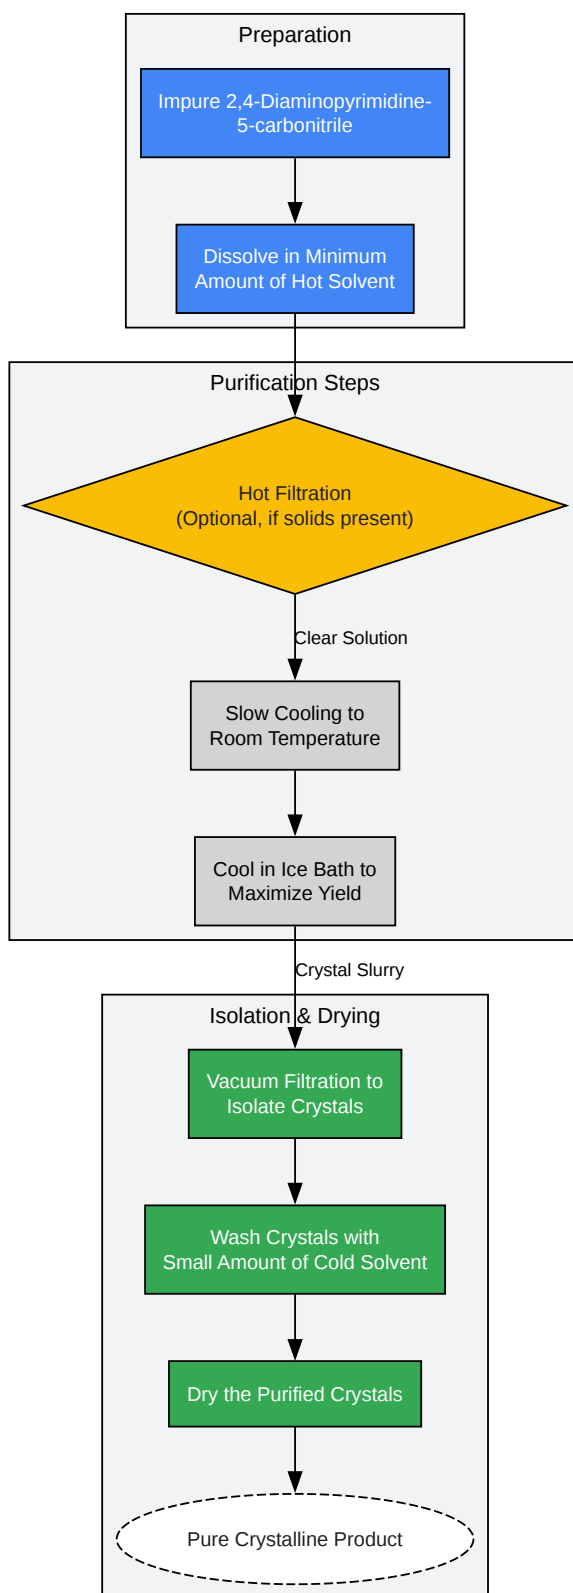 Preparation
Impure 2,4-Diaminopyrimidine-
5-carbonitrile
Dissolve in Minimum
Amount of Hot Solvent
Purification Steps
Hot Filtration
(Optional, if solids present)
Clear Solution
Slow Cooling to
Room Temperature
Cool in Ice Bath to
Maximize Yield
Crystal Slurry
Isolation & Drying
Vacuum Filtration to
Isolate Crystals
Wash Crystals with
Small Amount of Cold Solvent
Dry the Purified Crystals
Pure Crystalline Product